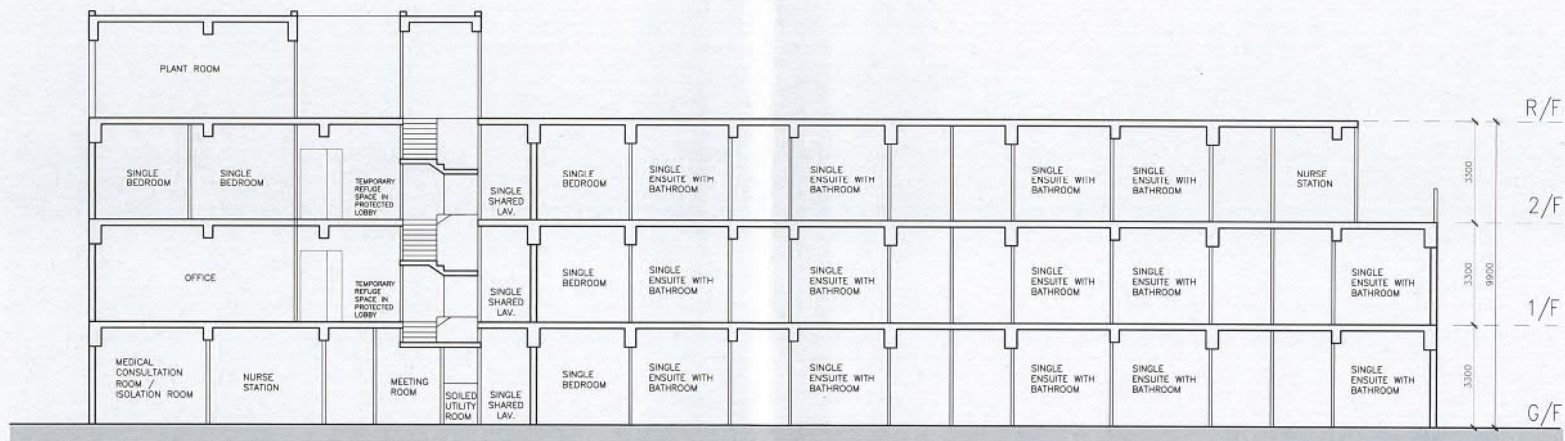 PLANT ROOM
R/F
SINGLE
BEDROOM
SINGLE
BEDROOM
TEMPORARY
REFUGE
SPACE IN
PROTECTED
LOBBY
SINGLE
SHARED
LAV.
SINGLE
BEDROOM
SINGLE
ENSUITE WITH
BATHROOM
SINGLE
ENSUITE WITH
BATHROOM
SINGLE
ENSUITE WITH
BATHROOM
SINGLE
ENSUITE WITH
BATHROOM
NURSE
STATION
3300
2/F
OFFICE
TEMPORARY
REFUGE
SPACE IN
PROTECTED
LOBBY
SINGLE
SHARED
LAV.
SINGLE
BEDROOM
SINGLE
ENSUITE WITH
BATHROOM
SINGLE
ENSUITE WITH
BATHROOM
SINGLE
ENSUITE WITH
BATHROOM
SINGLE
ENSUITE WITH
BATHROOM
SINGLE
ENSUITE WITH
BATHROOM
3300
9900
1/F
MEDICAL
CONSULTATION
ROOM /
ISOLATION ROOM
NURSE
STATION
MEETING
ROOM
SOILED
UTILITY
ROOM
SINGLE
SHARED
LAV.
SINGLE
BEDROOM
SINGLE
ENSUITE WITH
BATHROOM
SINGLE
ENSUITE WITH
BATHROOM
SINGLE
ENSUITE WITH
BATHROOM
SINGLE
ENSUITE WITH
BATHROOM
SINGLE
ENSUITE WITH
BATHROOM
3300
G/F